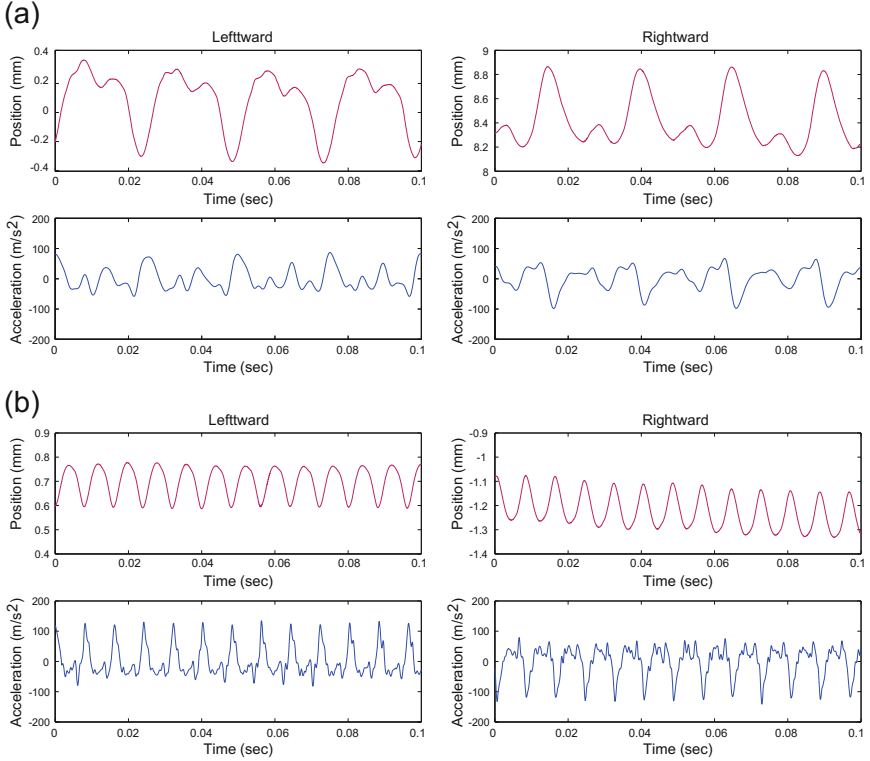 (a)
Lefttward
Rightward
Position (mm)
0.4
0.2
0
-0.2
-0.4
0 0.02 0.04 0.06 0.08 0.1
Time (sec)
Position (mm)
9
8.8
8.6
8.4
8.2
8
0 0.02 0.04 0.06 0.08 0.1
Time (sec)
Acceleration (m/s²)
200
100
0
-100
-200
0 0.02 0.04 0.06 0.08 0.1
Time (sec)
Acceleration (m/s²)
200
100
0
-100
-200
0 0.02 0.04 0.06 0.08 0.1
Time (sec)
(b)
Lefttward
Rightward
Position (mm)
0.9
0.8
0.7
0.6
0.5
0.4
0 0.02 0.04 0.06 0.08 0.1
Time (sec)
Position (mm)
-0.9
-1
-1.1
-1.2
-1.3
-1.4
0 0.02 0.04 0.06 0.08 0.1
Time (sec)
Acceleration (m/s2)
200
100
0
-100
-200
0 0.02 0.04 0.06 0.08 0.1
Time (sec)
Acceleration (m/s2)
200
100
0
-100
-200
0 0.02 0.04 0.06 0.08 0.1
Time (sec)